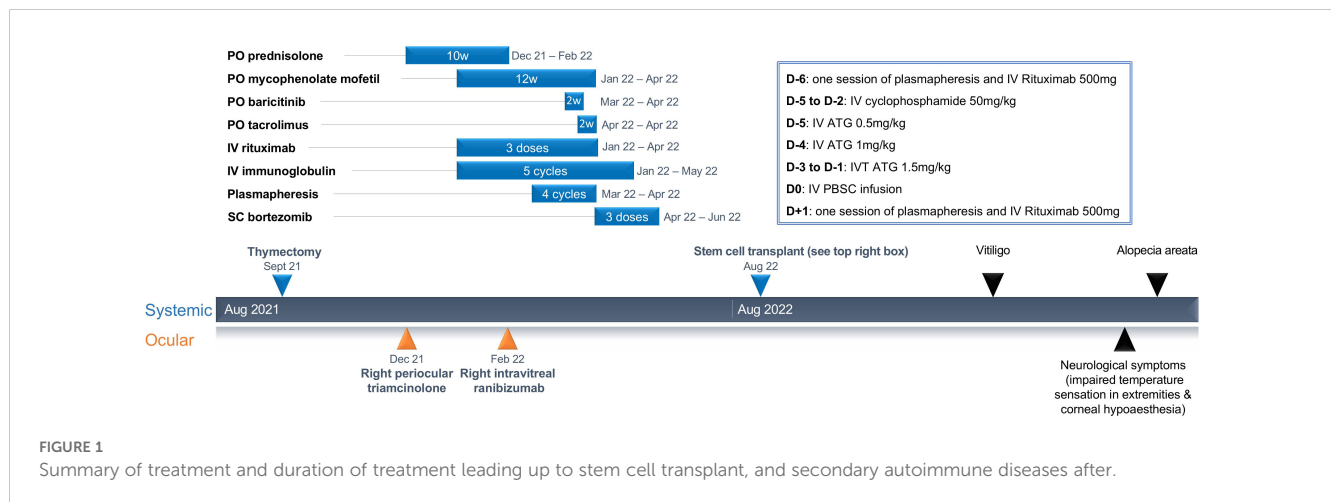 PO prednisolone 10w Dec 21 – Feb 22
PO mycophenolate mofetil 12w Jan 22 – Apr 22
PO baricitinib 2w Mar 22 – Apr 22
PO tacrolimus 2w Apr 22 – Apr 22
IV rituximab 3 doses Jan 22 – Apr 22
IV immunoglobulin 5 cycles Jan 22 – May 22
Plasmapheresis 4 cycles Mar 22 – Apr 22
SC bortezomib 3 doses Apr 22 – Jun 22
D-6: one session of plasmapheresis and IV Rituximab 500mg
D-5 to D-2: IV cyclophosphamide 50mg/kg
D-5: IV ATG 0.5mg/kg
D-4: IV ATG 1mg/kg
D-3 to D-1: IVT ATG 1.5mg/kg
D0: IV PBSC infusion
D+1: one session of plasmapheresis and IV Rituximab 500mg
Thymectomy
Sept 21
Stem cell transplant (see top right box)
Aug 22
Vitiligo
Alopecia areata
Systemic
Aug 2021
Aug 2022
Ocular
Dec 21
Right periocular
triamcinolone
Feb 22
Right intravitreal
ranibizumab
Neurological symptoms
(impaired temperature
sensation in extremities &
corneal hypoaesthesia)
FIGURE 1
Summary of treatment and duration of treatment leading up to stem cell transplant, and secondary autoimmune diseases after.